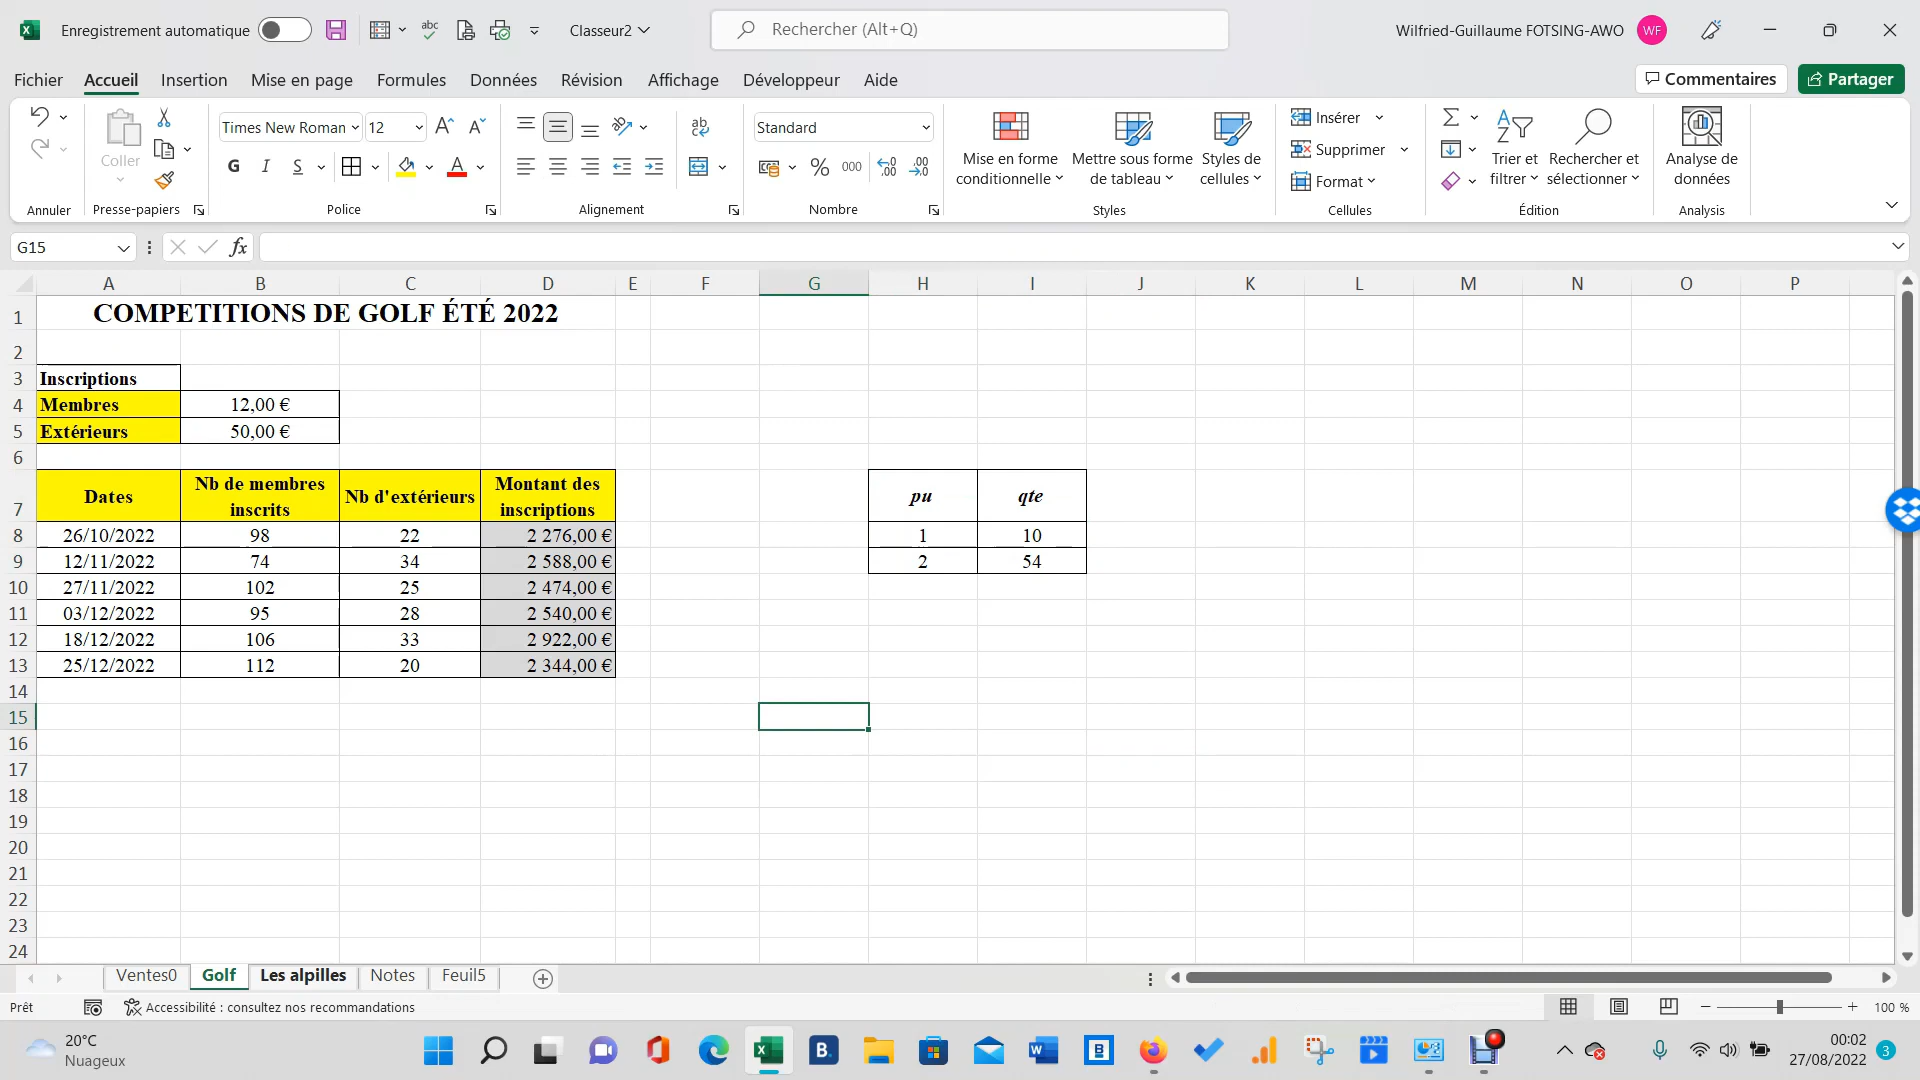 Enregistrement automatique
Classeur2
Rechercher (Alt+Q)
Wilfried-Guillaume FOTSING-AWO
WF
Fichier
Accueil
Insertion
Mise en page
Formules
Données
Révision
Affichage
Développeur
Aide
Commentaires
Partager
Annuler
Coller
Presse-papiers
Times New Roman
12
G I S
Police
Alignement
Standard
% 000
Nombre
Mise en forme
conditionnelle
Mettre sous forme
de tableau
Styles de
cellules
Styles
Insérer
Supprimer
Format
Cellules
Trier et
filtrer
Rechercher et
sélectionner
Édition
Analyse de
données
Analysis
G15
fx
A B C D E F G H I J K L M N O P
1 COMPETITIONS DE GOLF ÉTÉ 2022
2
3 Inscriptions
4 Membres 12,00 €
5 Extérieurs 50,00 €
6
7 Dates Nb de membres inscrits Nb d'extérieurs Montant des inscriptions pu qte
8 26/10/2022 98 22 2 276,00 € 1 10
9 12/11/2022 74 34 2 588,00 € 2 54
10 27/11/2022 102 25 2 474,00 €
11 03/12/2022 95 28 2 540,00 €
12 18/12/2022 106 33 2 922,00 €
13 25/12/2022 112 20 2 344,00 €
14
15
16
17
18
19
20
21
22
23
24
Ventes0
Golf
Les alpilles
Notes
Feuil5
Prêt
Accessibilité : consultez nos recommandations
100 %
20°C
Nuageux
00:02
27/08/2022
3